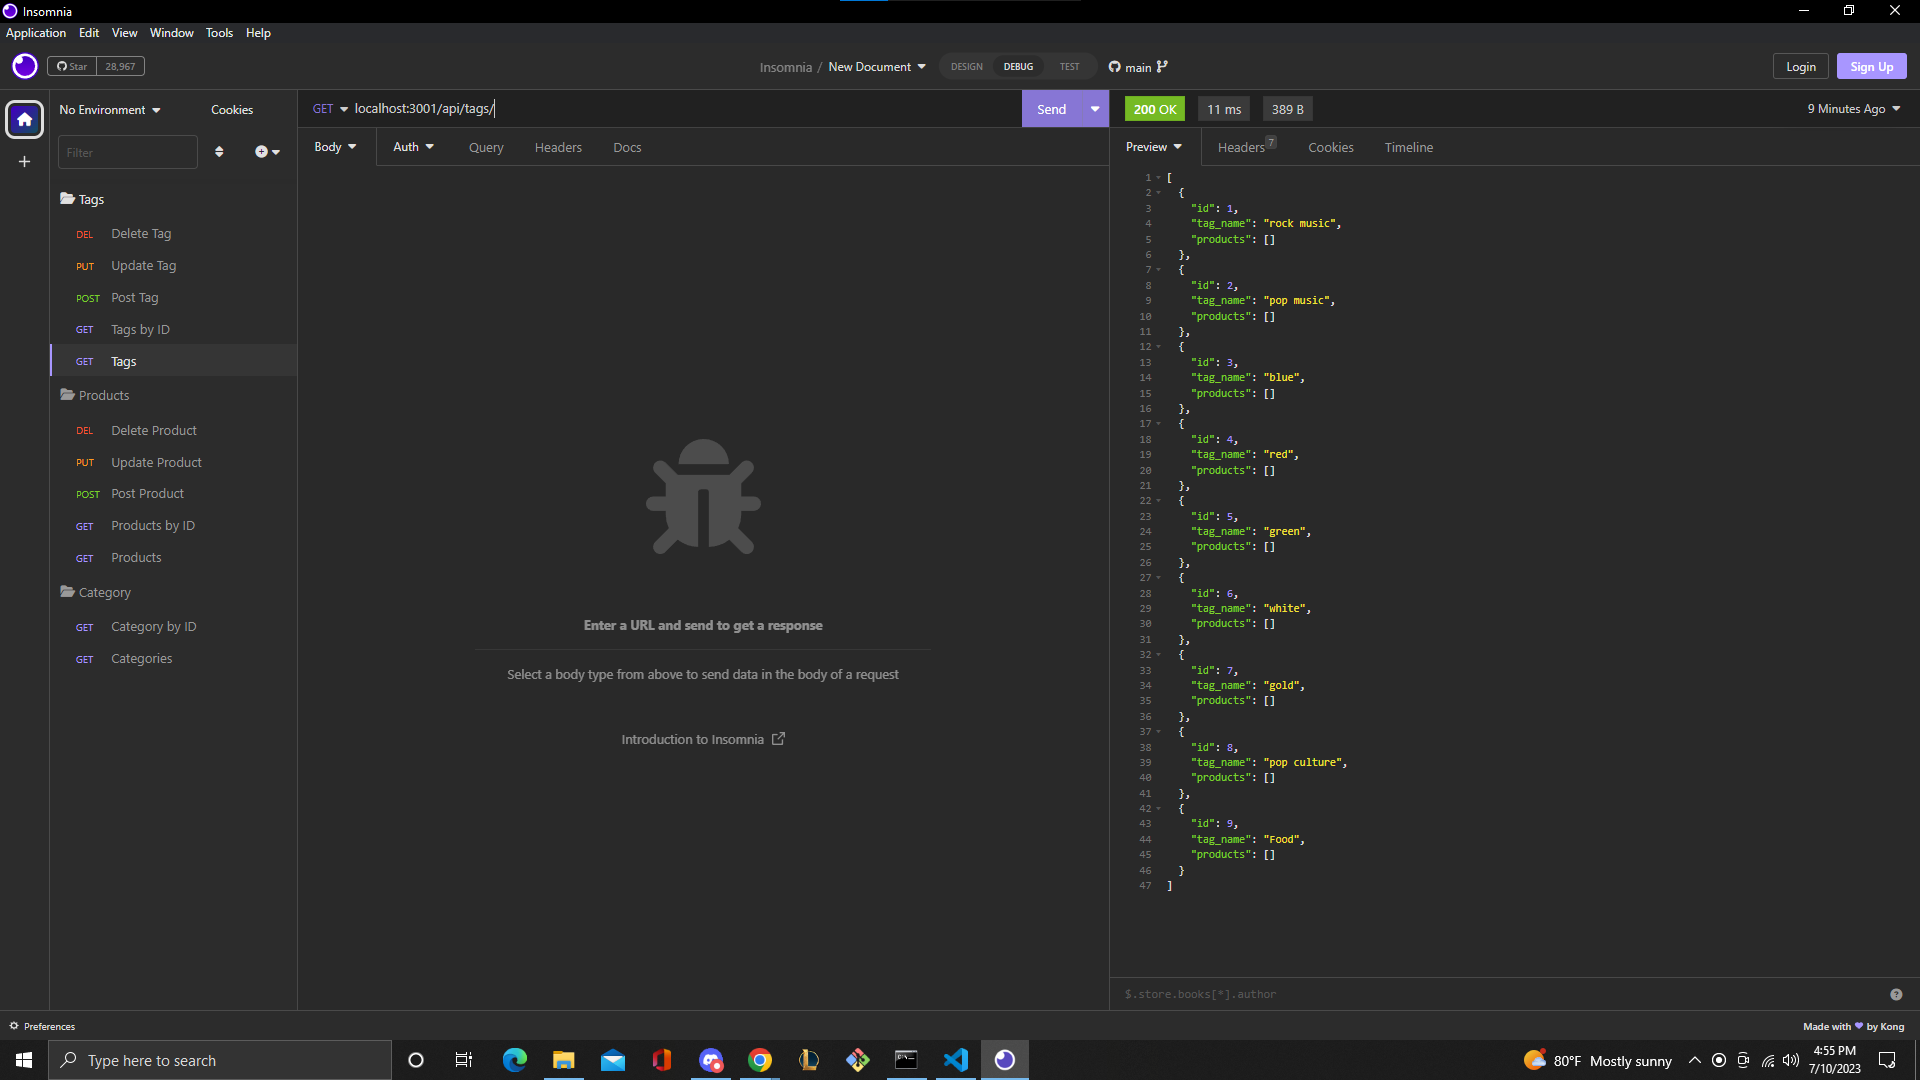 Insomnia
Application Edit View Window Tools Help
Star 28,967
Insomnia / New Document
DESIGN DEBUG TEST
main
Login Sign Up
No Environment Cookies
GET localhost:3001/api/tags/
Send
200 OK 11 ms 389 B
9 Minutes Ago
Filter
Body Auth Query Headers Docs
Preview Headers 7 Cookies Timeline
Tags
DEL Delete Tag
PUT Update Tag
POST Post Tag
GET Tags by ID
GET Tags
Products
DEL Delete Product
PUT Update Product
POST Post Product
GET Products by ID
GET Products
Category
GET Category by ID
GET Categories
Enter a URL and send to get a response
Select a body type from above to send data in the body of a request
Introduction to Insomnia
1 [
2 {
3 "id": 1,
4 "tag_name": "rock music",
5 "products": []
6 },
7 {
8 "id": 2,
9 "tag_name": "pop music",
10 "products": []
11 },
12 {
13 "id": 3,
14 "tag_name": "blue",
15 "products": []
16 },
17 {
18 "id": 4,
19 "tag_name": "red",
20 "products": []
21 },
22 {
23 "id": 5,
24 "tag_name": "green",
25 "products": []
26 },
27 {
28 "id": 6,
29 "tag_name": "white",
30 "products": []
31 },
32 {
33 "id": 7,
34 "tag_name": "gold",
35 "products": []
36 },
37 {
38 "id": 8,
39 "tag_name": "pop culture",
40 "products": []
41 },
42 {
43 "id": 9,
44 "tag_name": "Food",
45 "products": []
46 }
47 ]
$.store.books[*].author
Preferences
Made with by Kong
Type here to search
80°F Mostly sunny
4:55 PM
7/10/2023